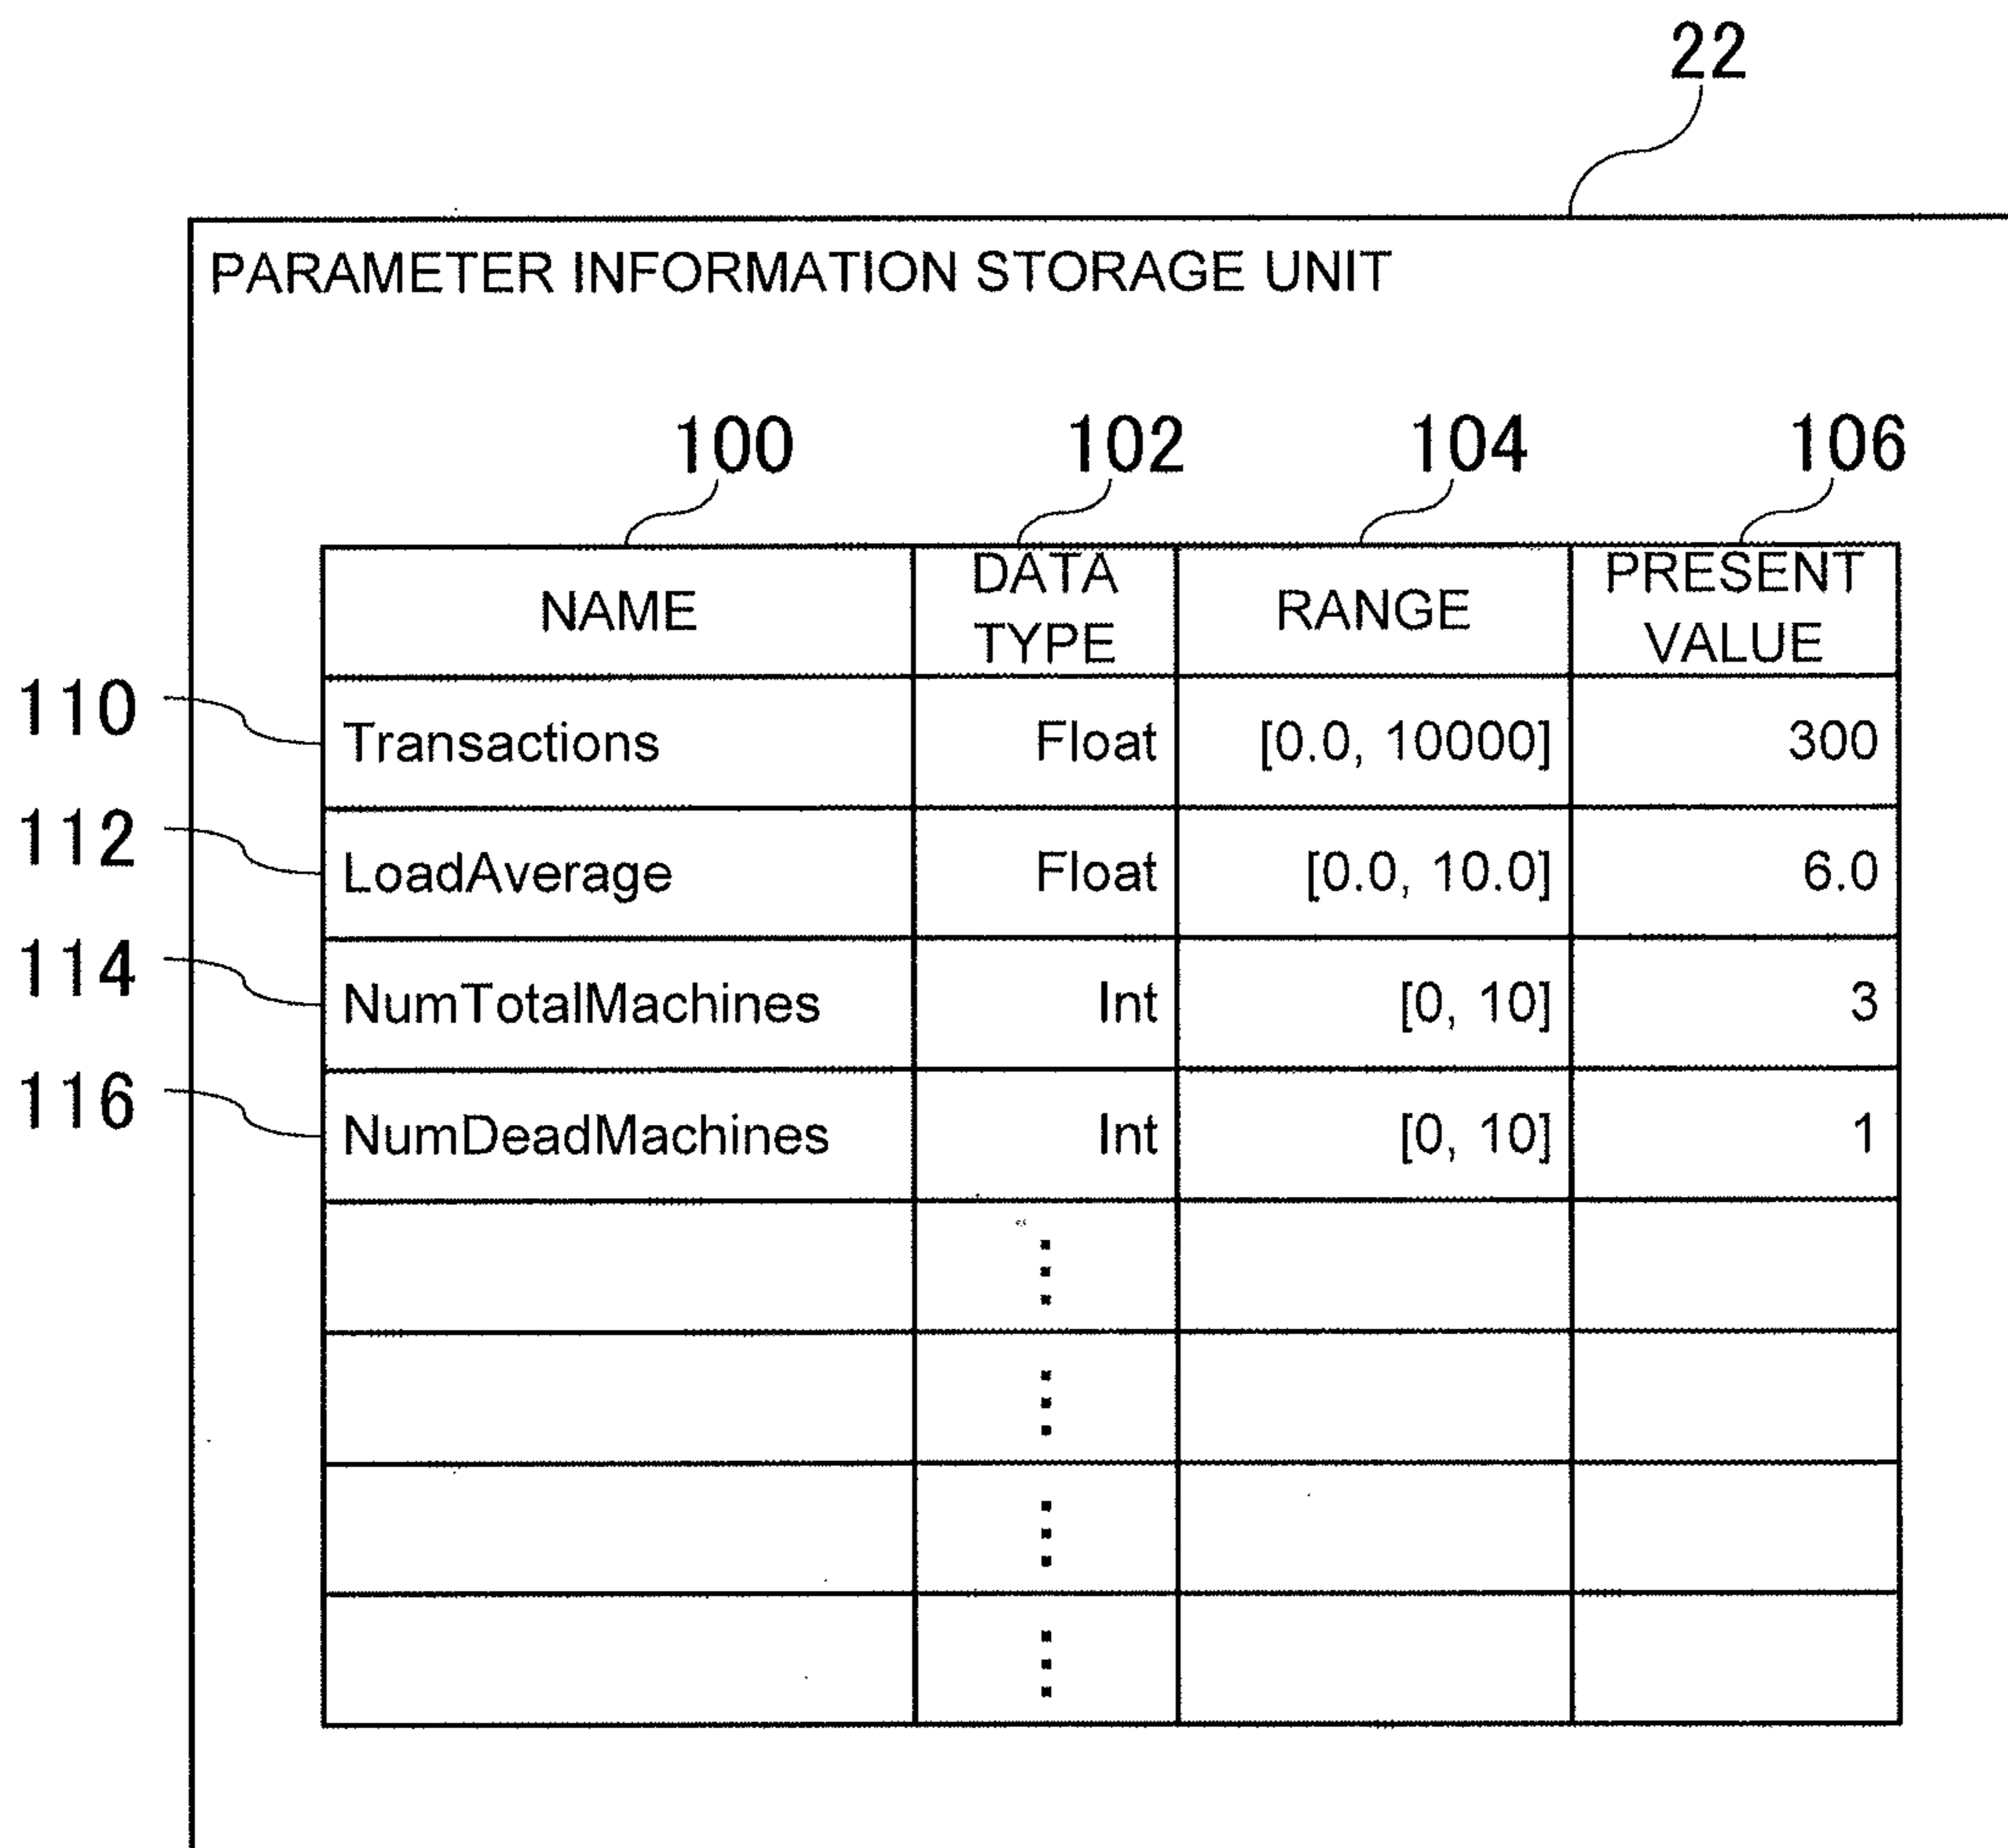 22
PARAMETER INFORMATION STORAGE UNIT
100 102 104 106
NAME DATA TYPE RANGE PRESENT VALUE
110 Transactions Float [0.0, 10000] 300
112 LoadAverage Float [0.0, 10.0] 6.0
114 NumTotalMachines Int [0, 10] 3
116 NumDeadMachines Int [0, 10] 1